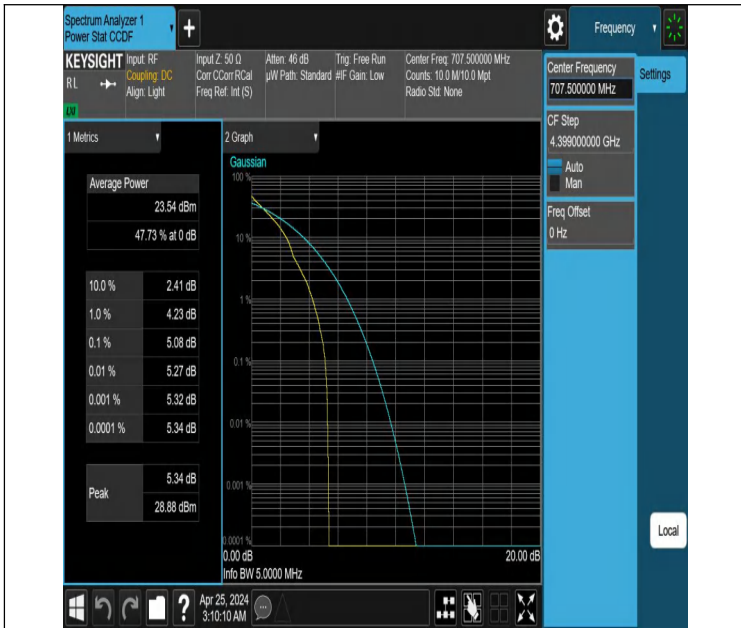 Spectrum Analyzer 1
Power Stat CCDF
+
Frequency
KEYSIGHT
RL
Input: RF
Coupling: DC
Align: Light
Input Z: 50 Ω
Corr CCorr RCal
Freq Ref: Int (S)
Atten: 46 dB
µW Path: Standard
Trig: Free Run
#IF Gain: Low
Center Freq: 707.500000 MHz
Counts: 10.0 M/10.0 Mpt
Radio Std: None
Center Frequency
707.500000 MHz
Settings
CF Step
4.399000000 GHz
Auto
Man
Freq Offset
0 Hz
1 Metrics
Average Power
23.54 dBm
47.73 % at 0 dB
10.0 % 2.41 dB
1.0 % 4.23 dB
0.1 % 5.08 dB
0.01 % 5.27 dB
0.001 % 5.32 dB
0.0001 % 5.34 dB
Peak
5.34 dB
28.88 dBm
2 Graph
Gaussian
100 %
10 %
1 %
0.1 %
0.01 %
0.001 %
0.0001 %
0.00 dB 20.00 dB
Info BW 5.0000 MHz
Local
?
Apr 25, 2024
3:10:10 AM